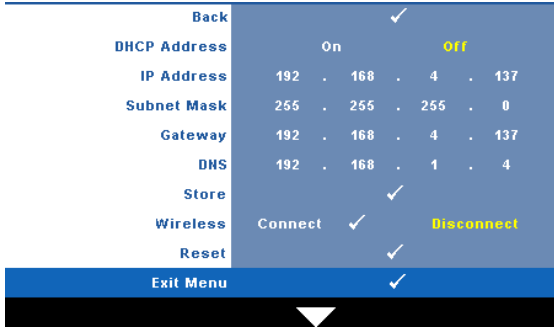 Back
DHCP Address On Off
IP Address 192 . 168 . 4 . 137
Subnet Mask 255 . 255 . 255 . 0
Gateway 192 . 168 . 4 . 137
DNS 192 . 168 . 1 . 4
Store
Wireless Connect Disconnect
Reset
Exit Menu